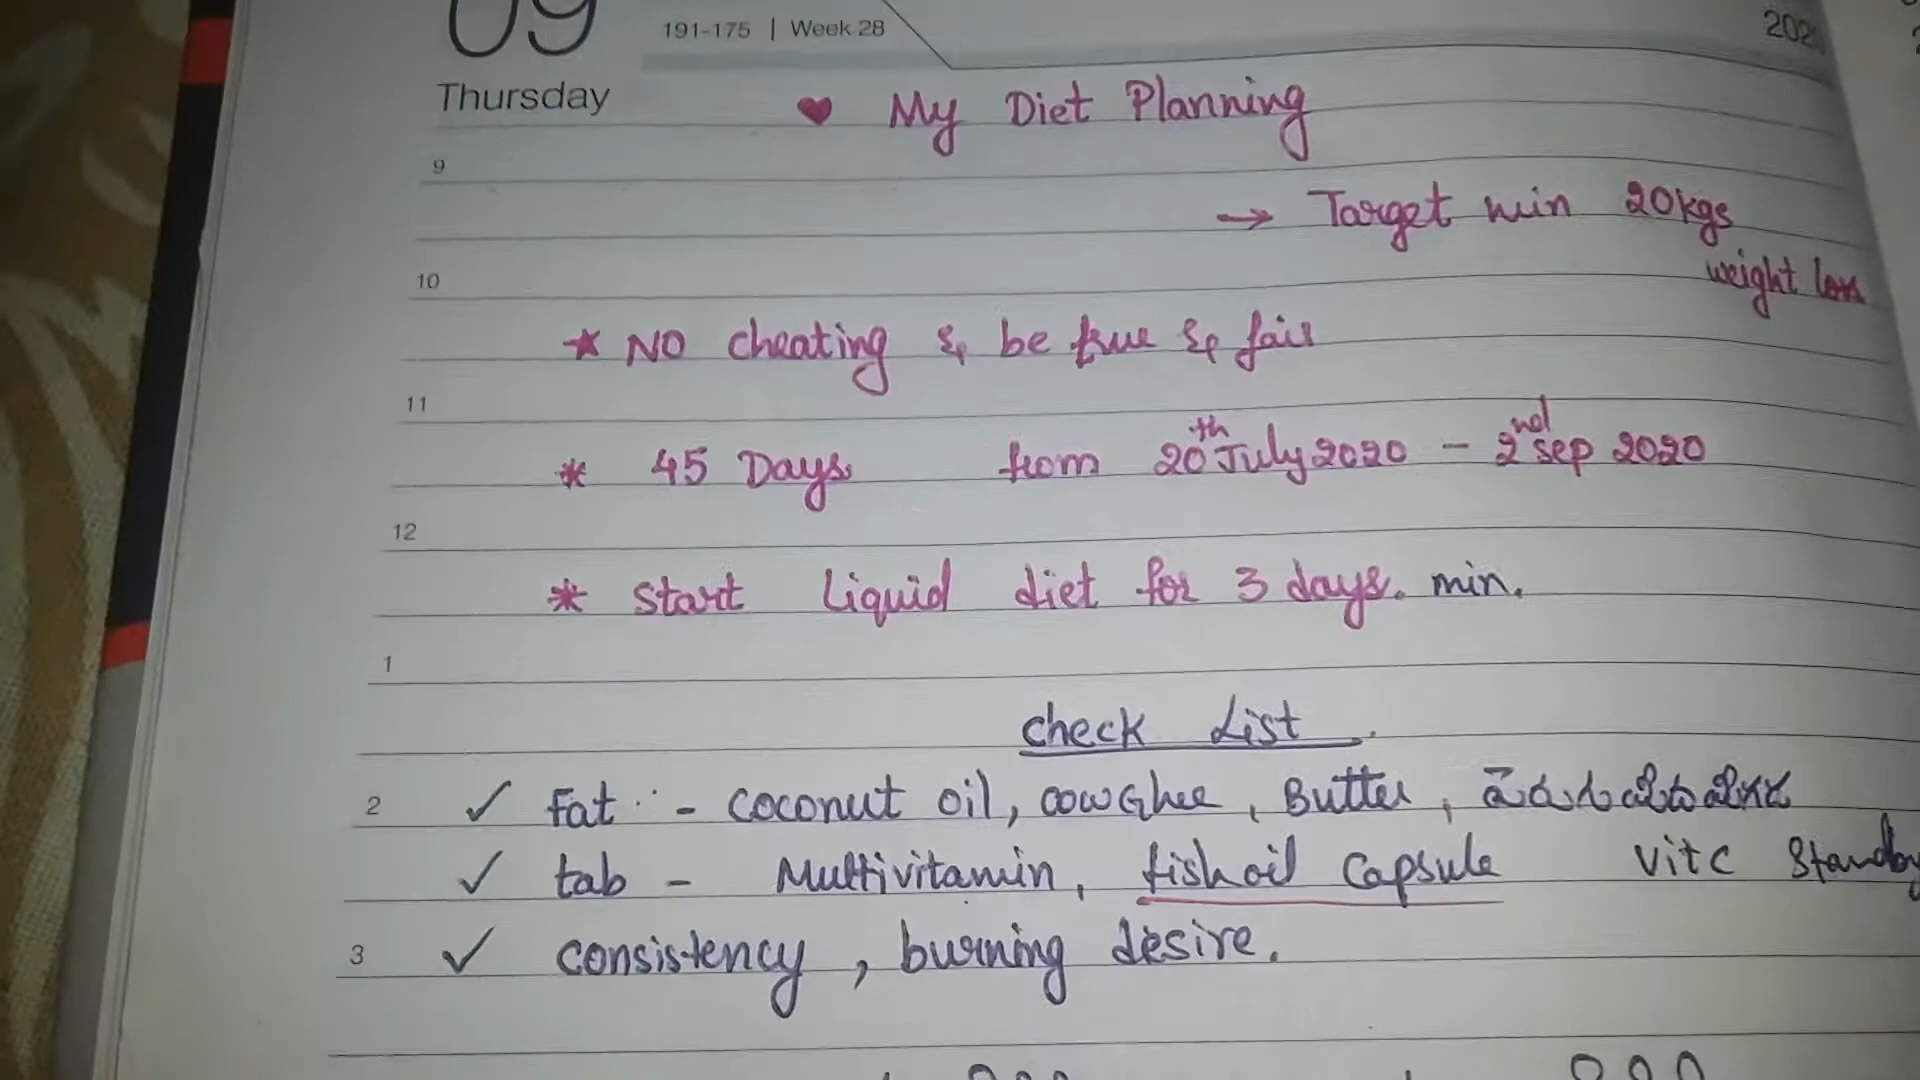 09
191-175 | Week 28
Thursday
♥ My Diet Planning
9
→ Target min 20kgs
weight loss
10
* NO cheating & be true & fair
11
* 45 Days from 20th July 2020 - 2nd Sep 2020
12
* Start Liquid diet for 3 days. min.
1
Check List.
2 ✓ Fat - coconut oil, cowGhee, Butter,
✓ tab - Multivitamin, fishoil Capsule VitC Standby
3 ✓ consistency, burning desire.